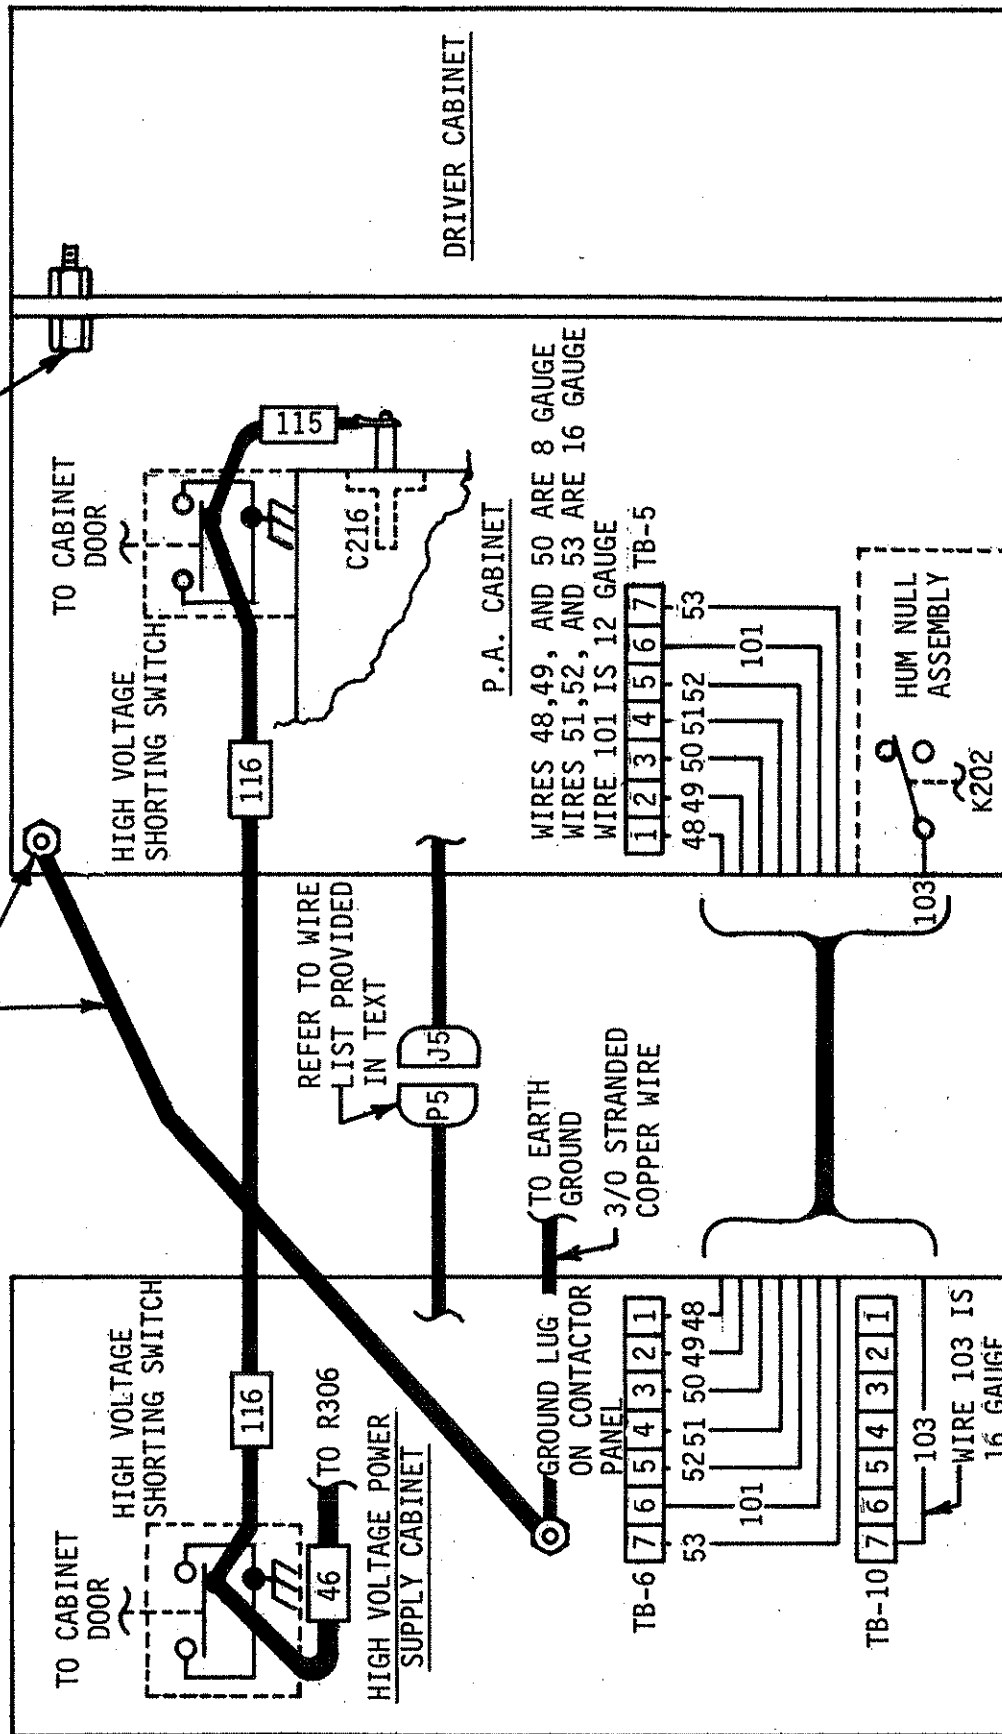 TO CABINET
DOOR
HIGH VOLTAGE
SHORTING SWITCH
116
46
TO R306
HIGH VOLTAGE POWER
SUPPLY CABINET
GROUND LUG
ON CONTACTOR
PANEL
TO EARTH
GROUND
3/0 STRANDED
COPPER WIRE
TB-6
7 6 5 4 3 2 1
53 101 52 51 50 49 48
TB-10
7 6 5 4 3 2 1
103
WIRE 103 IS
16 GAUGE
REFER TO WIRE
LIST PROVIDED
IN TEXT
P5
J5
HIGH VOLTAGE
SHORTING SWITCH
TO CABINET
DOOR
116
115
C216
P.A. CABINET
WIRES 48,49, AND 50 ARE 8 GAUGE
WIRES 51,52, AND 53 ARE 16 GAUGE
WIRE 101 IS 12 GAUGE
1 2 3 4 5 6 7
TB-5
48 49 50 51 52 101 53
103
K202
HUM NULL
ASSEMBLY
DRIVER CABINET